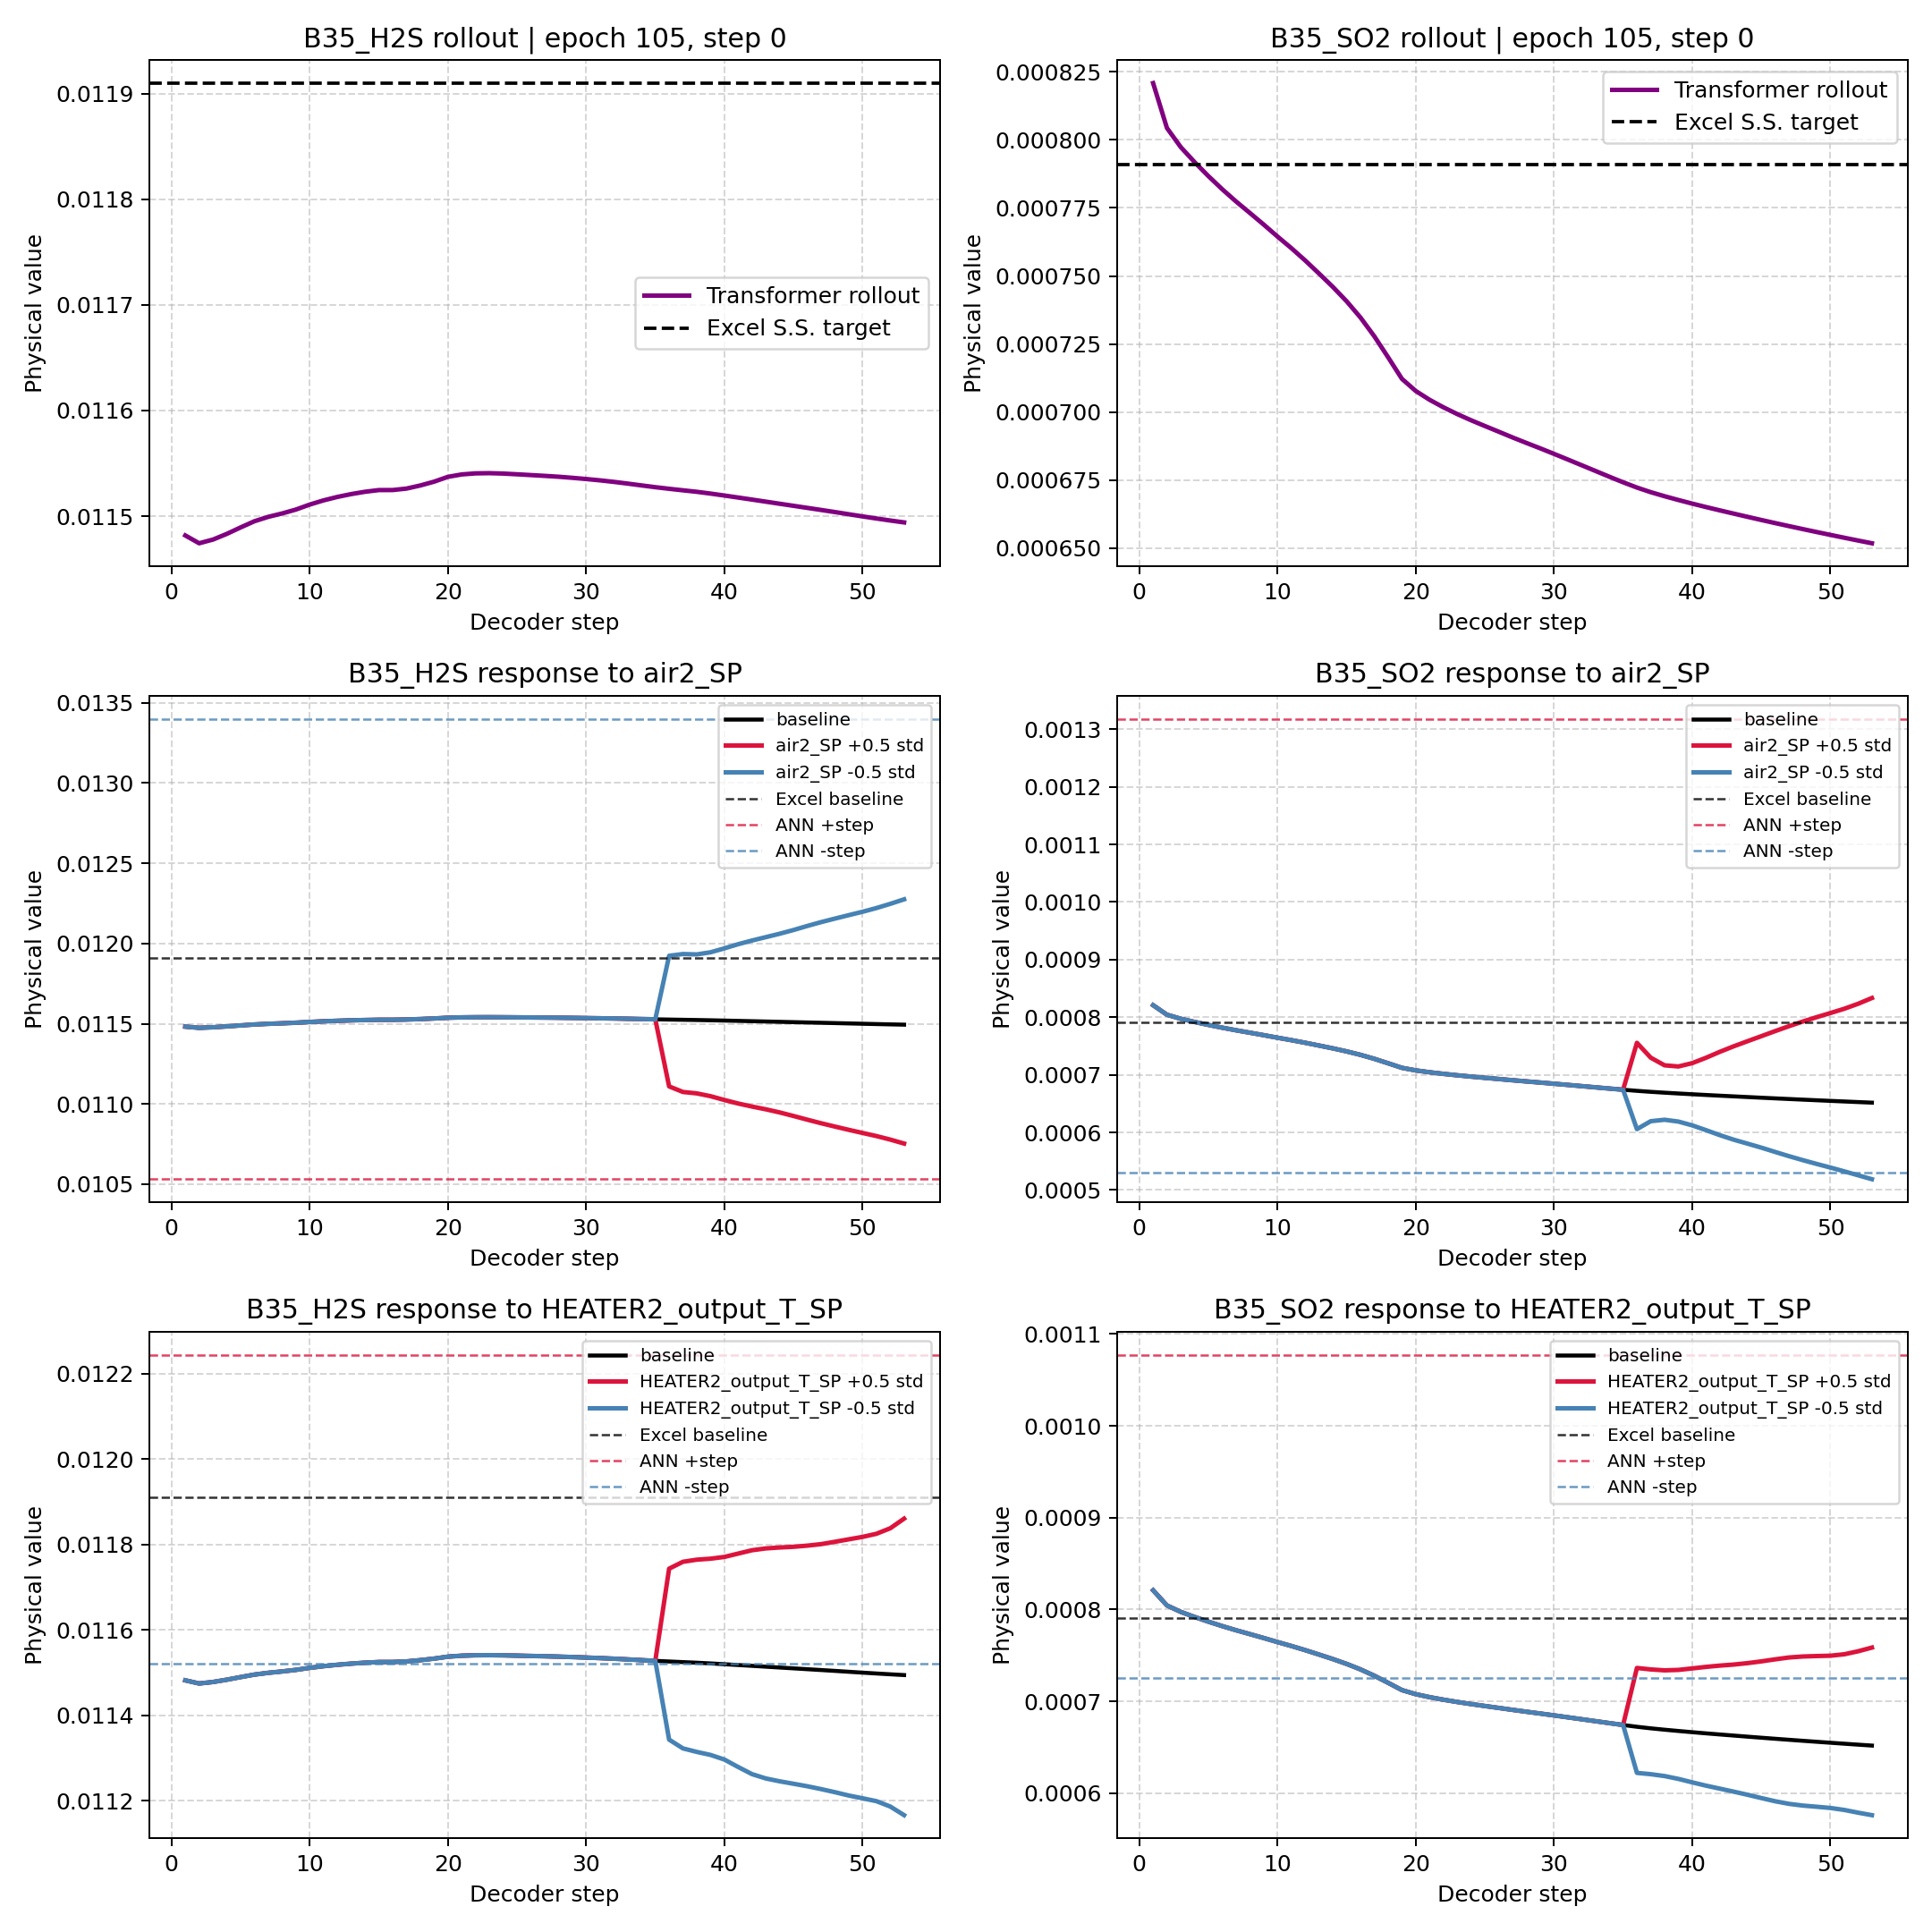 B35_H2S rollout | epoch 105, step 0
0.0119
0.0118
0.0117
0.0116
0.0115
Physical value
Transformer rollout
Excel S.S. target
0 10 20 30 40 50
Decoder step
B35_SO2 rollout | epoch 105, step 0
0.000825
0.000800
0.000775
0.000750
0.000725
0.000700
0.000675
0.000650
Physical value
Transformer rollout
Excel S.S. target
0 10 20 30 40 50
Decoder step
B35_H2S response to air2_SP
0.0135
0.0130
0.0125
0.0120
0.0115
0.0110
0.0105
Physical value
baseline
air2_SP +0.5 std
air2_SP -0.5 std
Excel baseline
ANN +step
ANN -step
0 10 20 30 40 50
Decoder step
B35_SO2 response to air2_SP
0.0013
0.0012
0.0011
0.0010
0.0009
0.0008
0.0007
0.0006
0.0005
Physical value
baseline
air2_SP +0.5 std
air2_SP -0.5 std
Excel baseline
ANN +step
ANN -step
0 10 20 30 40 50
Decoder step
B35_H2S response to HEATER2_output_T_SP
0.0122
0.0120
0.0118
0.0116
0.0114
0.0112
Physical value
baseline
HEATER2_output_T_SP +0.5 std
HEATER2_output_T_SP -0.5 std
Excel baseline
ANN +step
ANN -step
0 10 20 30 40 50
Decoder step
B35_SO2 response to HEATER2_output_T_SP
0.0011
0.0010
0.0009
0.0008
0.0007
0.0006
Physical value
baseline
HEATER2_output_T_SP +0.5 std
HEATER2_output_T_SP -0.5 std
Excel baseline
ANN +step
ANN -step
0 10 20 30 40 50
Decoder step